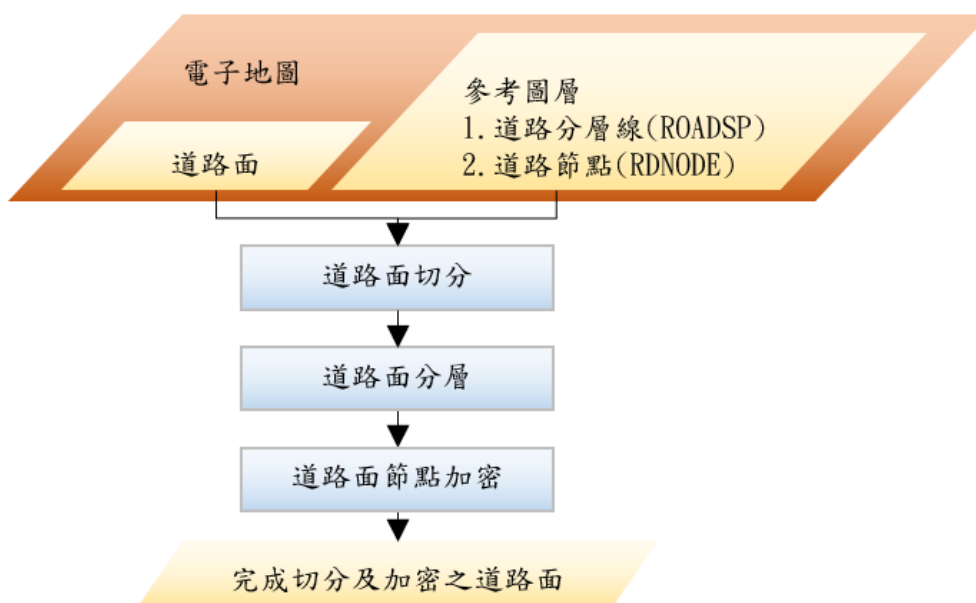 電子地圖
道路面
參考圖層
1.道路分層線(ROADSP)
2.道路節點(RDNODE)
道路面切分
道路面分層
道路面節點加密
完成切分及加密之道路面